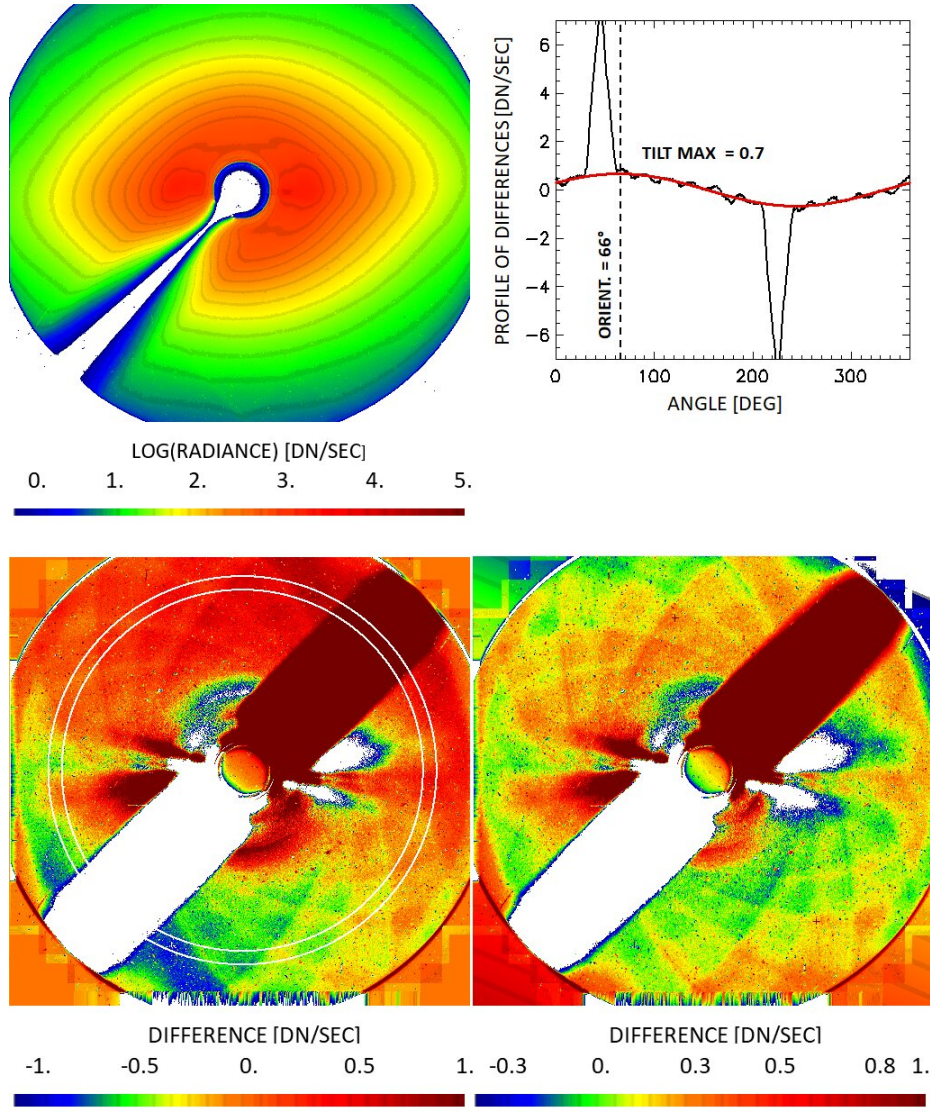 6
4
2
0
-2
-4
-6
PROFILE OF DIFFERENCES [DN/SEC]
TILT MAX = 0.7
ORIENT. = 66°
0 100 200 300
ANGLE [DEG]
LOG(RADIANCE) [DN/SEC]
0. 1. 2. 3. 4. 5.
DIFFERENCE [DN/SEC]
-1. -0.5 0. 0.5 1.
DIFFERENCE [DN/SEC]
-0.3 0. 0.3 0.5 0.8 1.